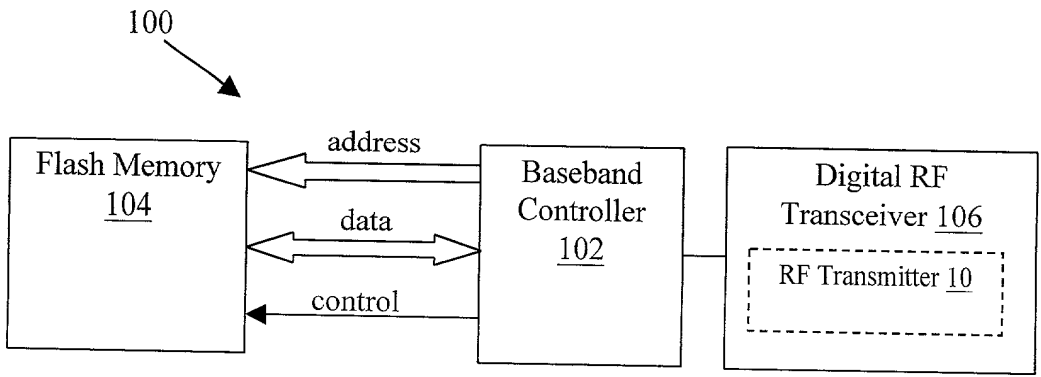 100
Flash Memory
104
address
data
control
Baseband
Controller
102
Digital RF
Transceiver 106
RF Transmitter 10